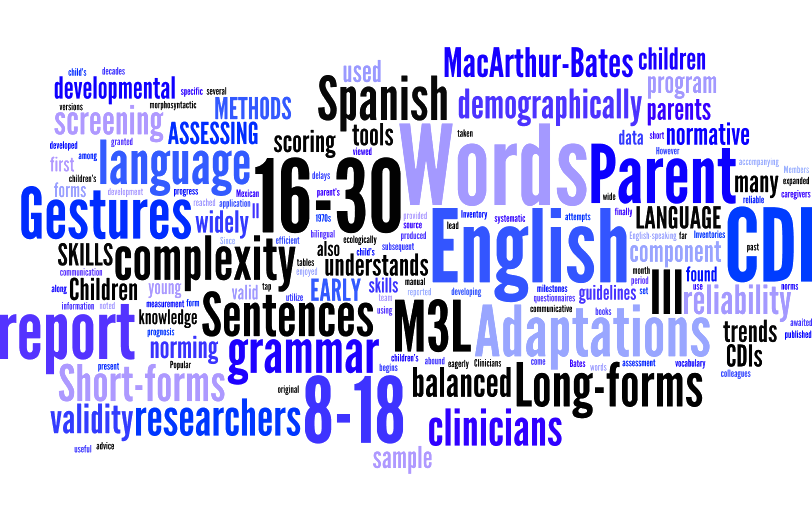 child's decades
developmental specific several
versions morphosyntactic
screening METHODS
developed granted ASSESSING
used Spanish
scoring tools
viewed
MacArthur-Bates children
program
demographically parents
taken data short normative
However
first among language
children's
forms development progress Mexican
delays parent's
reached application
Gestures widely II
16-30
1970s
Words Parent
wide many
accompanying Members
expanded
reliable caregivers
provided Inventory systematic attempts finally LANGUAGE
source lead
produced
English
English-speaking far Inventories past
CDI
component
SKILLS complexity
Since efficient
bilingual ecologically
also child's subsequent
communication tables understands
enjoyed
along Children young
valid tap
utilize EARLY skills manual
reported developing
milestones month found
period
questionnaires guidelines set III use reliability norms
information noted measurement form
team
communicative
report knowledge Sentences using M3L Adaptations
books
trends awaited
published
prognosis
norming grammar
CDIs
present Popular
children's abound eagerly Clinicians come Bates assessment vocabulary
begins words
colleagues
Short-forms original 8-18 balanced Long-forms
validity researchers clinicians
useful advice
sample